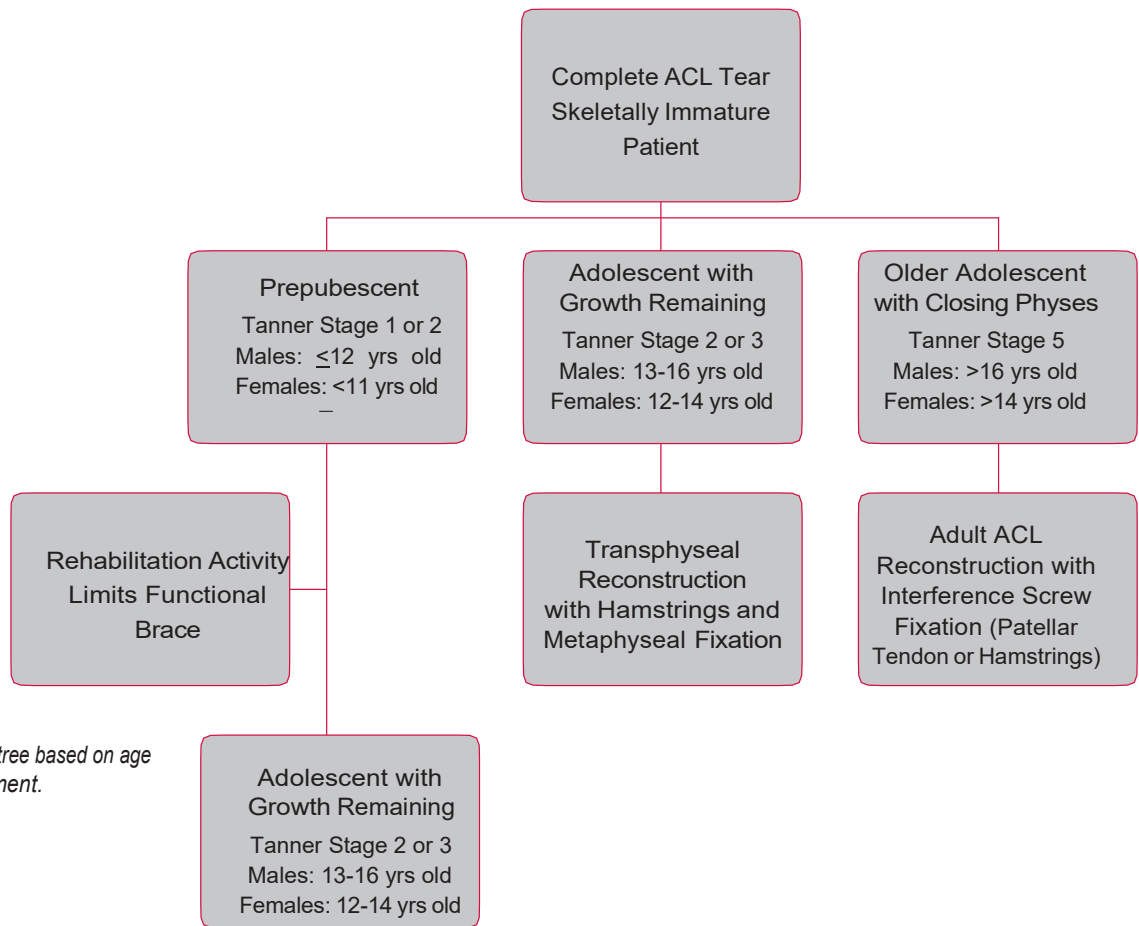 Complete ACL Tear
Skeletally Immature
Patient
Prepubescent
Tanner Stage 1 or 2
Males: ≤12 yrs old
Females: <11 yrs old
–
Adolescent with
Growth Remaining
Tanner Stage 2 or 3
Males: 13-16 yrs old
Females: 12-14 yrs old
Older Adolescent
with Closing Physes
Tanner Stage 5
Males: >16 yrs old
Females: >14 yrs old
Rehabilitation Activity
Limits Functional
Brace
Transphyseal
Reconstruction
with Hamstrings and
Metaphyseal Fixation
Adult ACL
Reconstruction with
Interference Screw
Fixation (Patellar
Tendon or Hamstrings)
tree based on age
Adolescent with
Growth Remaining
Tanner Stage 2 or 3
Males: 13-16 yrs old
Females: 12-14 yrs old